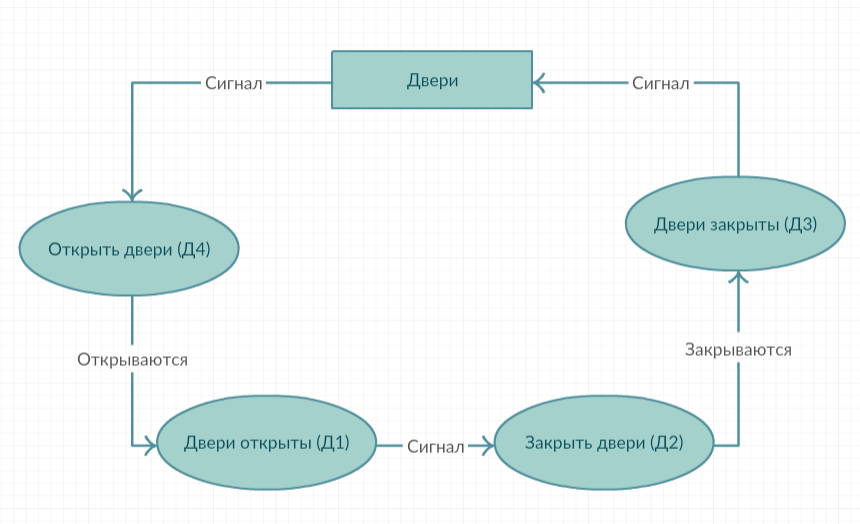 Сигнал
Двери
Сигнал
Открыть двери (Д4)
Двери закрыты (Д3)
Открываются
Закрываются
Двери открыты (Д1)
Сигнал
Закрыть двери (Д2)